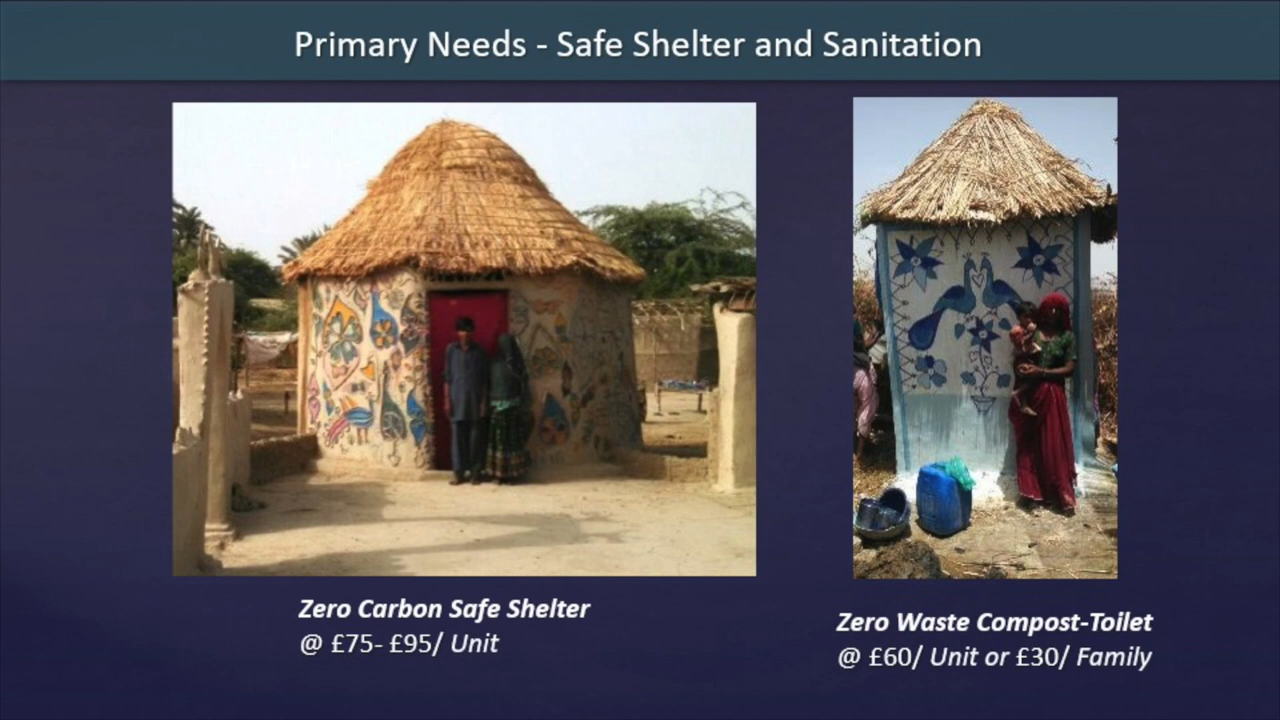 Primary Needs - Safe Shelter and Sanitation
Zero Carbon Safe Shelter
@ £75- £95/ Unit
Zero Waste Compost-Toilet
@ £60/ Unit or £30/ Family